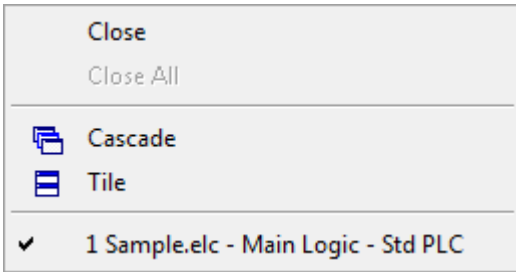 Close
Close All
Cascade
Tile
1 Sample.elc - Main Logic - Std PLC